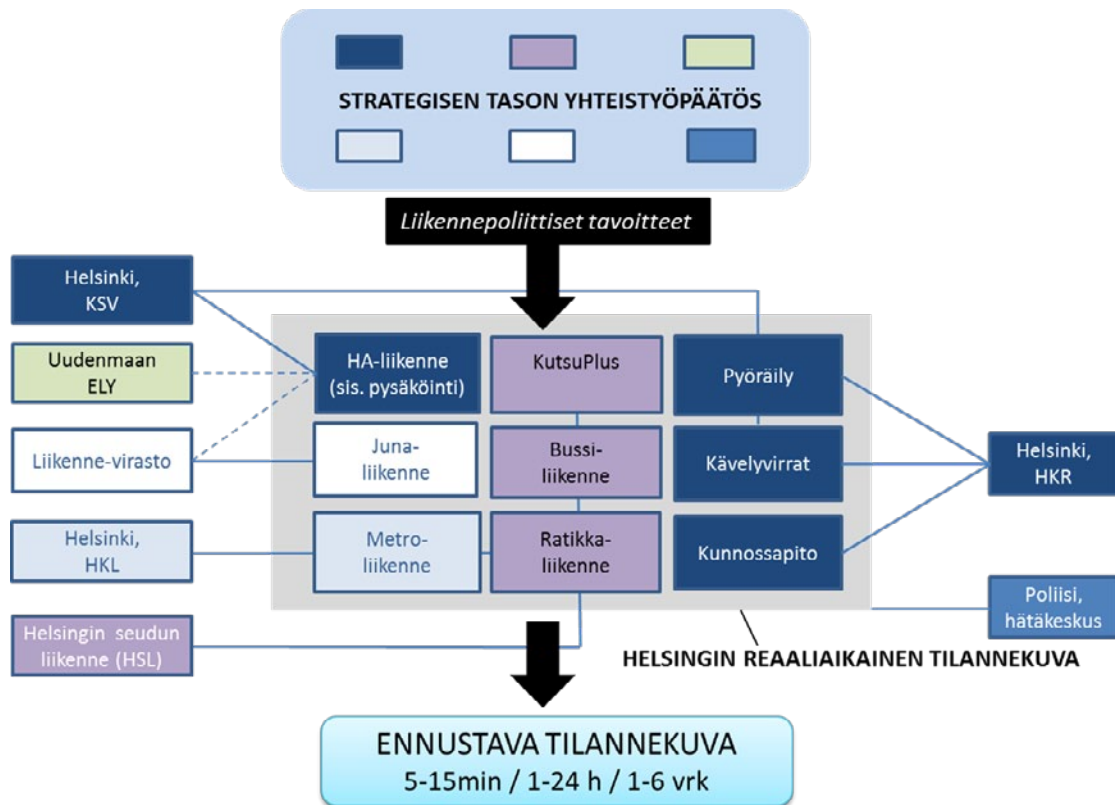 STRATEGISEN TASON YHTEISTYÖPÄÄTÖS
Liikennepoliittiset tavoitteet
Helsinki,
KSV
Uudenmaan
ELY
Liikenne-virasto
Helsinki,
HKL
Helsingin seudun
liikenne (HSL)
HA-liikenne
(sis. pysäköinti)
KutsuPlus
Pyöräily
Juna-
liikenne
Bussi-
liikenne
Kävelyvirrat
Metro-
liikenne
Ratikka-
liikenne
Kunnossapito
Helsinki,
HKR
Poliisi,
hätäkeskus
HELSINGIN REAALIAIKAINEN TILANNEKUVA
ENNUSTAVA TILANNEKUVA
5-15min / 1-24 h / 1-6 vrk